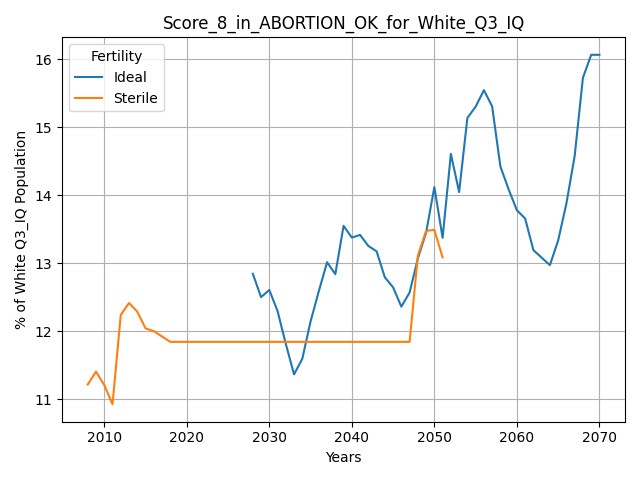 Score_8_in_ABORTION_OK_for_White_Q3_IQ
Fertility
Ideal
Sterile
% of White Q3_IQ Population
16
15
14
13
12
11
2010 2020 2030 2040 2050 2060 2070
Years